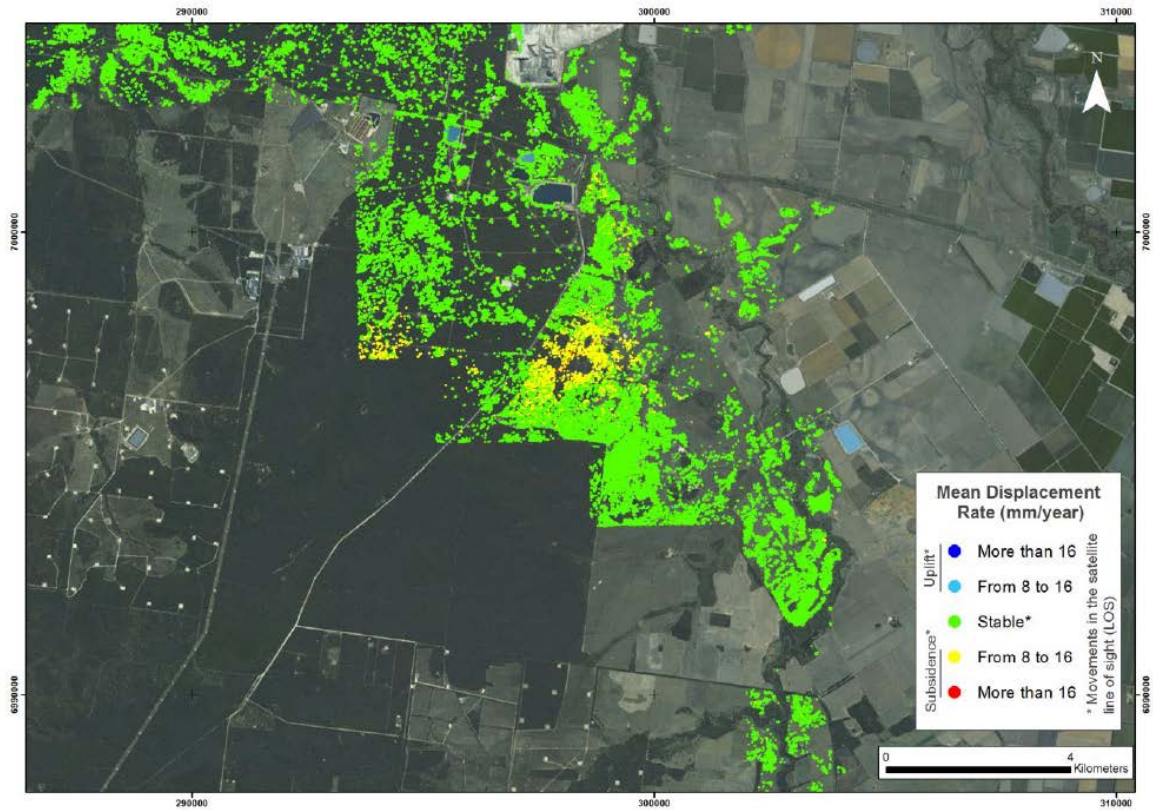 290000
300000
310000
N
7000000
7000000
Mean Displacement
Rate (mm/year)
Uplift*
More than 16
From 8 to 16
Stable*
Subsidence*
From 8 to 16
More than 16
* Movements in the satellite
line of sight (LOS)
6990000
6990000
0
4
Kilometers
290000
300000
310000